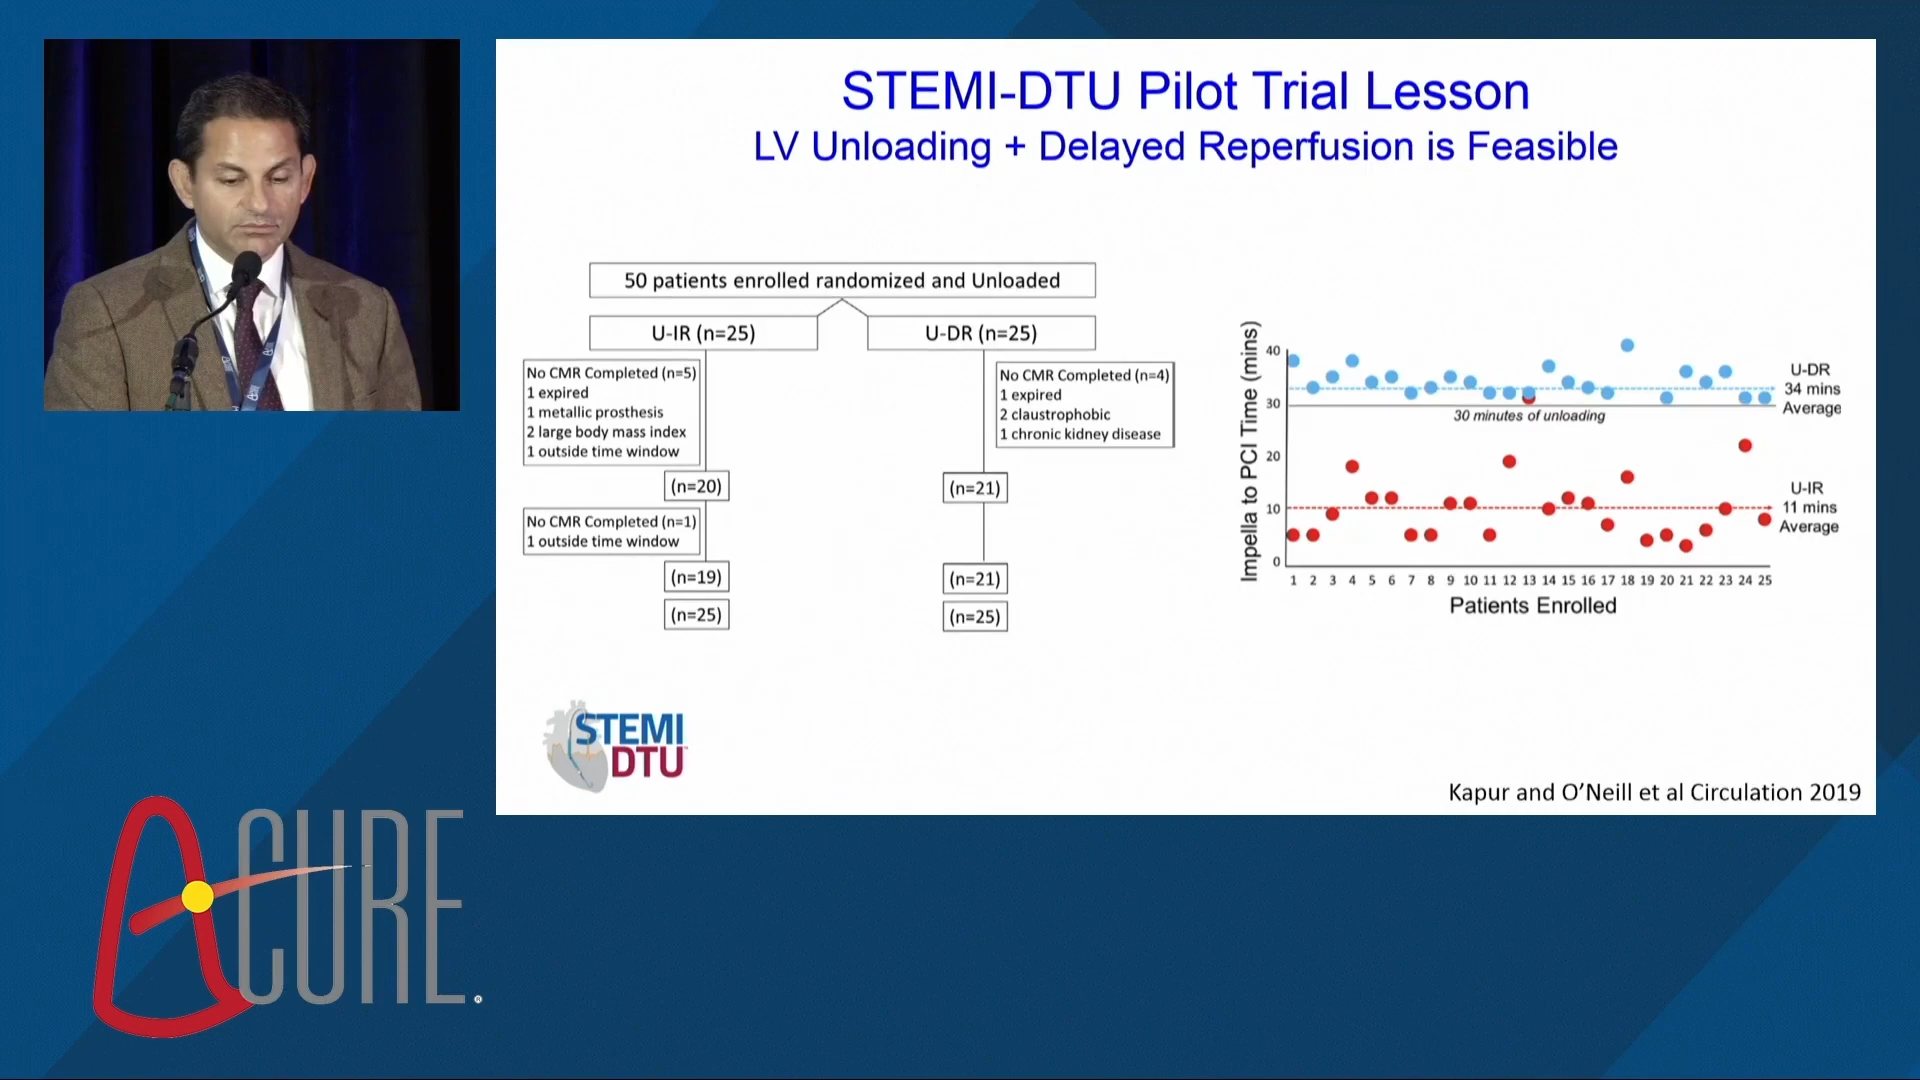 STEMI-DTU Pilot Trial Lesson
LV Unloading + Delayed Reperfusion is Feasible
50 patients enrolled randomized and Unloaded
U-IR (n=25)
U-DR (n=25)
No CMR Completed (n=5)
1 expired
1 metallic prosthesis
2 large body mass index
1 outside time window
No CMR Completed (n=4)
1 expired
2 claustrophobic
1 chronic kidney disease
(n=20)
(n=21)
No CMR Completed (n=1)
1 outside time window
(n=19)
(n=21)
(n=25)
(n=25)
Impella to PCI Time (mins)
40
30
20
10
0
30 minutes of unloading
U-DR
34 mins
Average
U-IR
11 mins
Average
1 2 3 4 5 6 7 8 9 10 11 12 13 14 15 16 17 18 19 20 21 22 23 24 25
Patients Enrolled
STEMI
DTU
Kapur and O’Neill et al Circulation 2019
A CURE.®